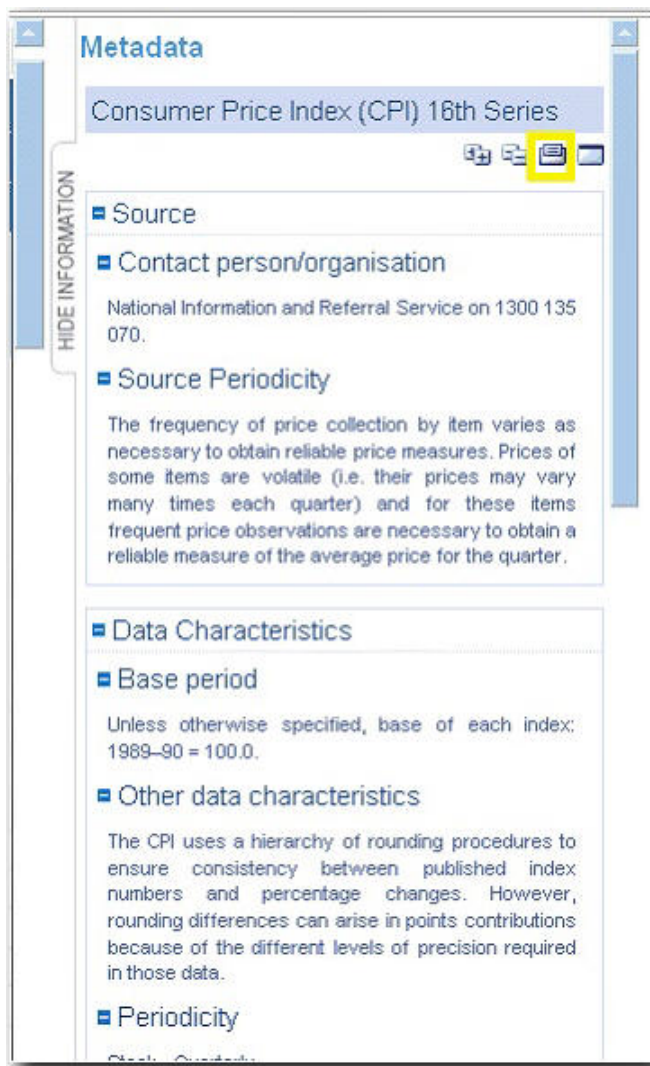 Metadata
Consumer Price Index (CPI) 16th Series
HIDE INFORMATION
Source
Contact person/organisation
National Information and Referral Service on 1300 135
070.
Source Periodicity
The frequency of price collection by item varies as
necessary to obtain reliable price measures. Prices of
some items are volatile (i.e. their prices may vary
many times each quarter) and for these items
frequent price observations are necessary to obtain a
reliable measure of the average price for the quarter.
Data Characteristics
Base period
Unless otherwise specified, base of each index:
1989–90 = 100.0.
Other data characteristics
The CPI uses a hierarchy of rounding procedures to
ensure consistency between published index
numbers and percentage changes. However,
rounding differences can arise in points contributions
because of the different levels of precision required
in those data.
Periodicity